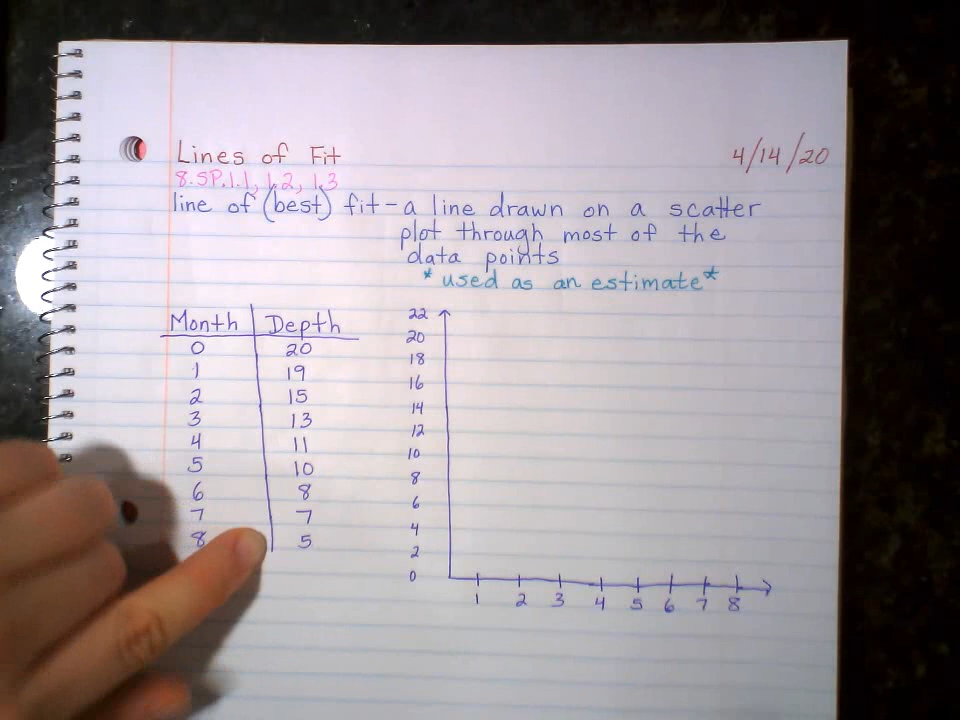 Lines of Fit 4/14/20
8.SP.1.1, 1.2, 1.3
line of (best) fit - a line drawn on a scatter
plot through most of the
data points
*used as an estimate*
Month Depth
0 20
1 19
2 15
3 13
4 11
5 10
6 8
7 7
8 5
22
20
18
16
14
12
10
8
6
4
2
0
1 2 3 4 5 6 7 8